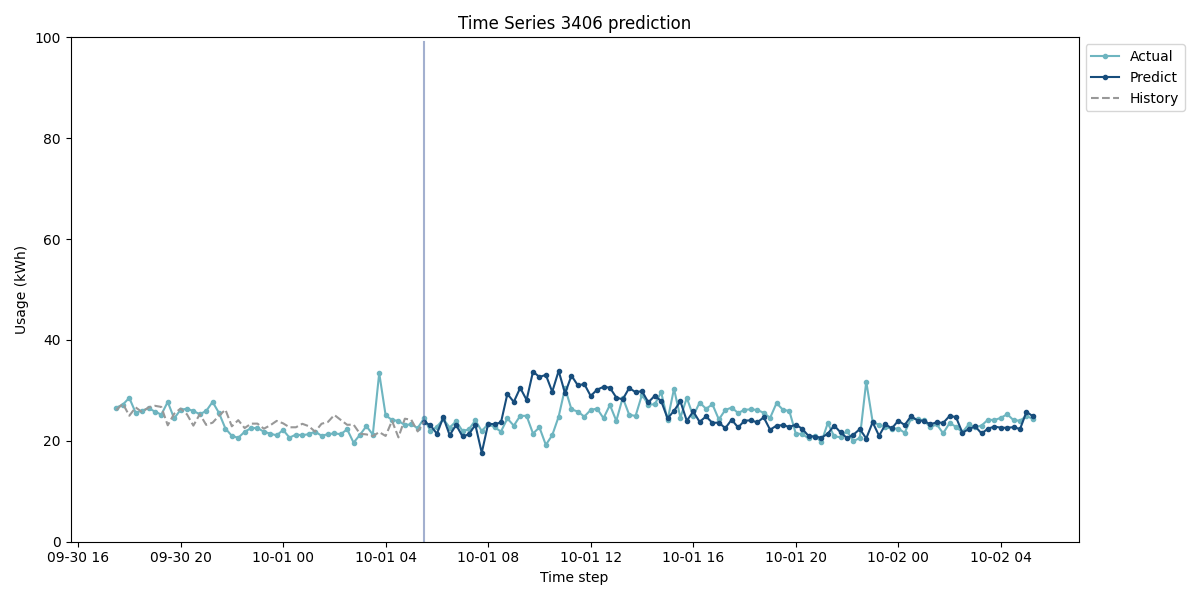 Time Series 3406 prediction
100
80
60
40
20
0
Usage (kWh)
09-30 16
09-30 20
10-01 00
10-01 04
10-01 08
10-01 12
10-01 16
10-01 20
10-02 00
10-02 04
Time step
Actual
Predict
History